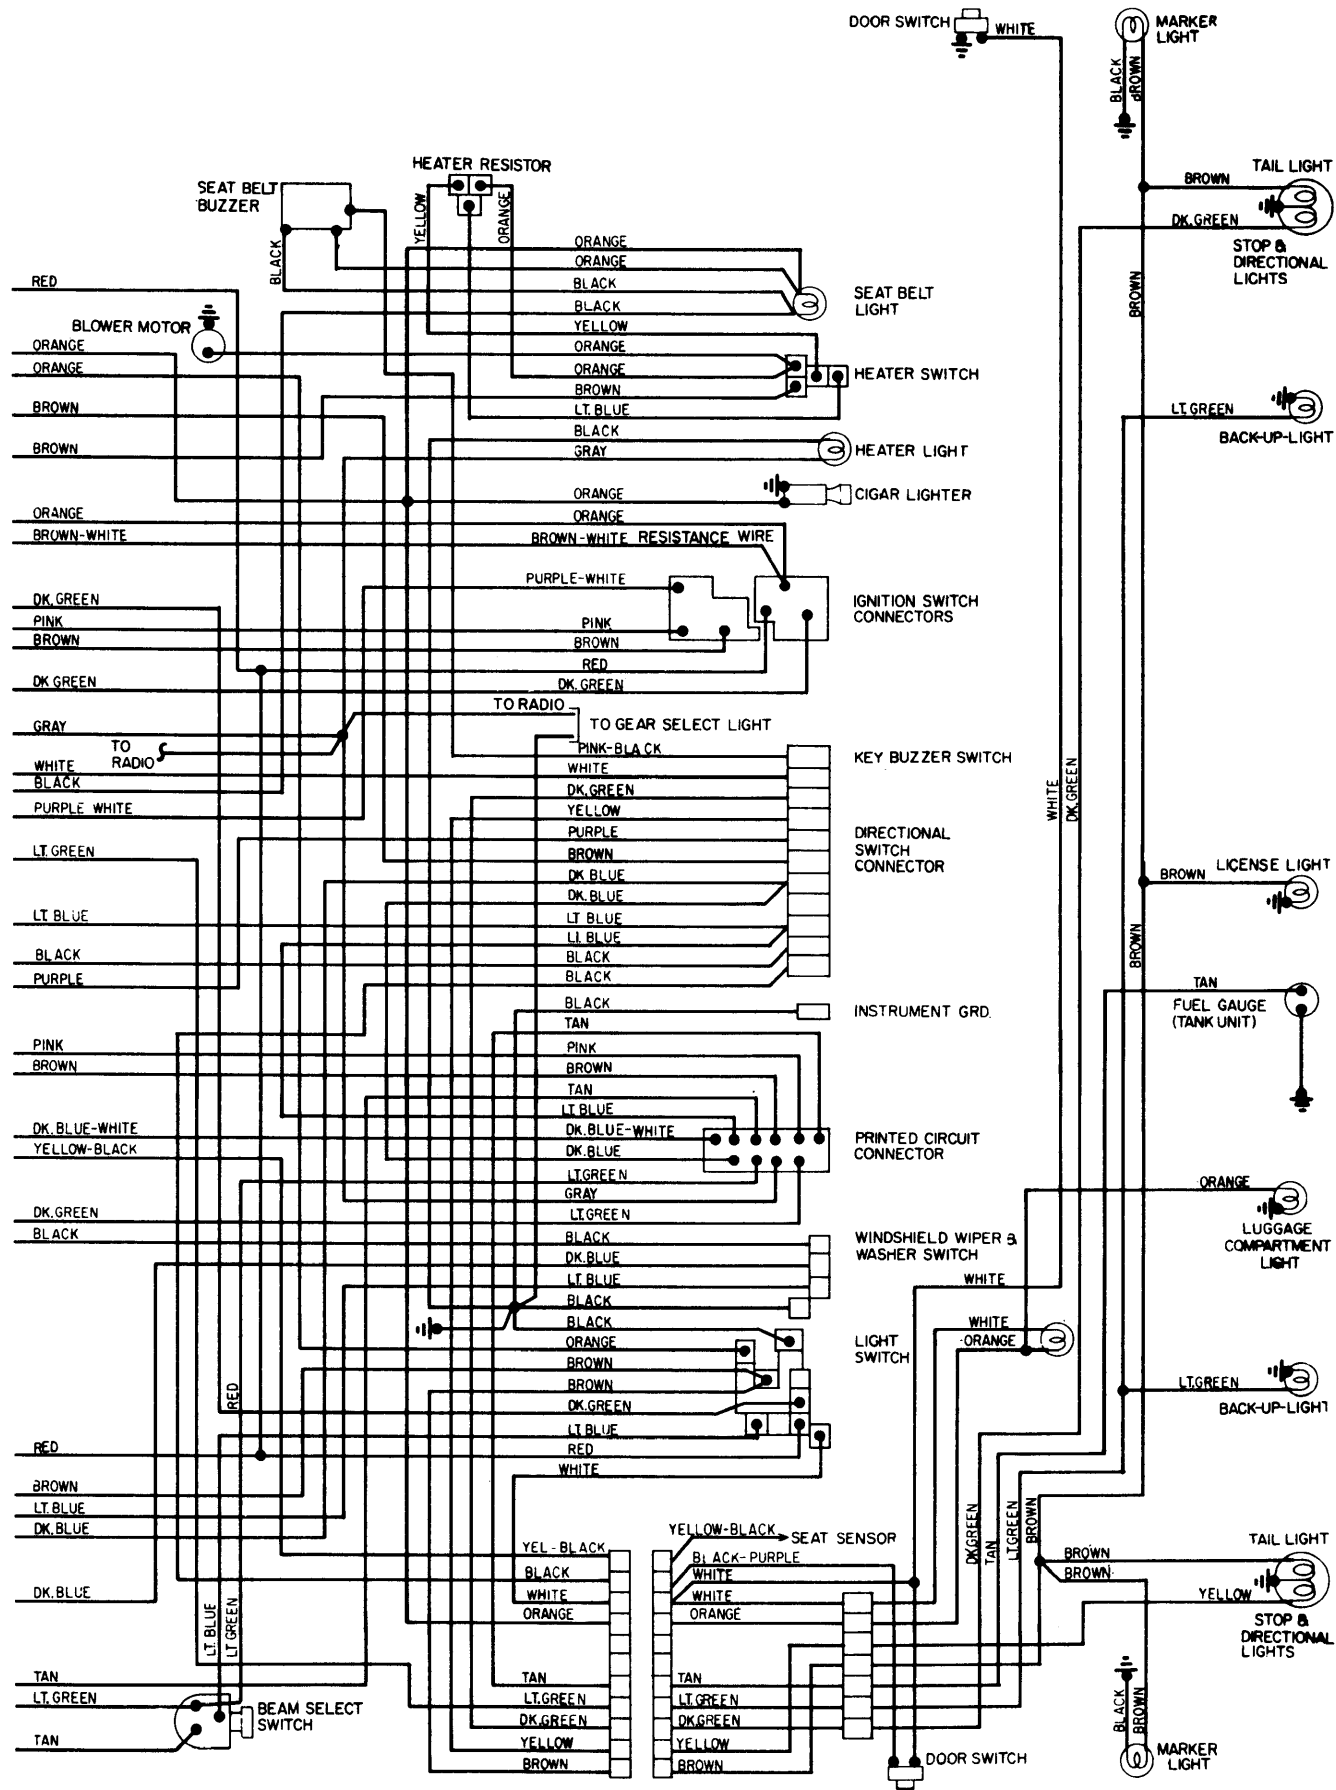 DOOR SWITCH
WHITE
MARKER
LIGHT
BLACK
BROWN
HEATER RESISTOR
SEAT BELT
BUZZER
YELLOW
ORANGE
BLACK
TAIL LIGHT
BROWN
DK.GREEN
STOP &
DIRECTIONAL
LIGHTS
BROWN
RED
ORANGE
ORANGE
BLACK
BLACK
SEAT BELT
LIGHT
BLOWER MOTOR
YELLOW
ORANGE
ORANGE
ORANGE
ORANGE
HEATER SWITCH
BROWN
BROWN
LT. BLUE
LT.GREEN
BACK-UP-LIGHT
BLACK
BROWN
GRAY
HEATER LIGHT
ORANGE
CIGAR LIGHTER
ORANGE
ORANGE
BROWN-WHITE
BROWN-WHITE RESISTANCE WIRE
PURPLE-WHITE
DK.GREEN
IGNITION SWITCH
CONNECTORS
PINK
PINK
BROWN
BROWN
RED
DK GREEN
DK.GREEN
TO RADIO
GRAY
TO GEAR SELECT LIGHT
TO
RADIO
PINK-BLACK
KEY BUZZER SWITCH
WHITE
WHITE
BLACK
DK.GREEN
WHITE
DK.GREEN
PURPLE WHITE
YELLOW
PURPLE
DIRECTIONAL
SWITCH
CONNECTOR
LT.GREEN
BROWN
DK BLUE
DK.BLUE
BROWN
LICENSE LIGHT
LT. BLUE
LT BLUE
LT. BLUE
BROWN
BLACK
BLACK
PURPLE
BLACK
TAN
FUEL GAUGE
(TANK UNIT)
BLACK
INSTRUMENT GRD.
TAN
PINK
PINK
BROWN
BROWN
TAN
LT. BLUE
DK. BLUE-WHITE
DK.BLUE-WHITE
PRINTED CIRCUIT
CONNECTOR
YELLOW-BLACK
DK.BLUE
LT.GREEN
GRAY
ORANGE
DK.GREEN
LT.GREEN
LUGGAGE
COMPARTMENT
LIGHT
BLACK
BLACK
WINDSHIELD WIPER &
WASHER SWITCH
DK.BLUE
LT. BLUE
WHITE
BLACK
BLACK
WHITE
ORANGE
ORANGE
LIGHT
SWITCH
BROWN
BROWN
RED
DK.GREEN
LT.GREEN
BACK-UP-LIGHT
LT. BLUE
RED
RED
WHITE
BROWN
LT. BLUE
DK.BLUE
DK.GREEN
TAN
LT.GREEN
BROWN
YELLOW-BLACK
SEAT SENSOR
YEL-BLACK
BLACK-PURPLE
BROWN
TAIL LIGHT
BLACK
WHITE
BROWN
DK. BLUE
WHITE
WHITE
YELLOW
ORANGE
ORANGE
STOP &
DIRECTIONAL
LIGHTS
LT. BLUE
LT GREEN
TAN
TAN
TAN
LT. GREEN
LT.GREEN
LT.GREEN
BEAM SELECT
SWITCH
DK.GREEN
DK.GREEN
BLACK
BROWN
TAN
YELLOW
YELLOW
BROWN
BROWN
DOOR SWITCH
MARKER
LIGHT